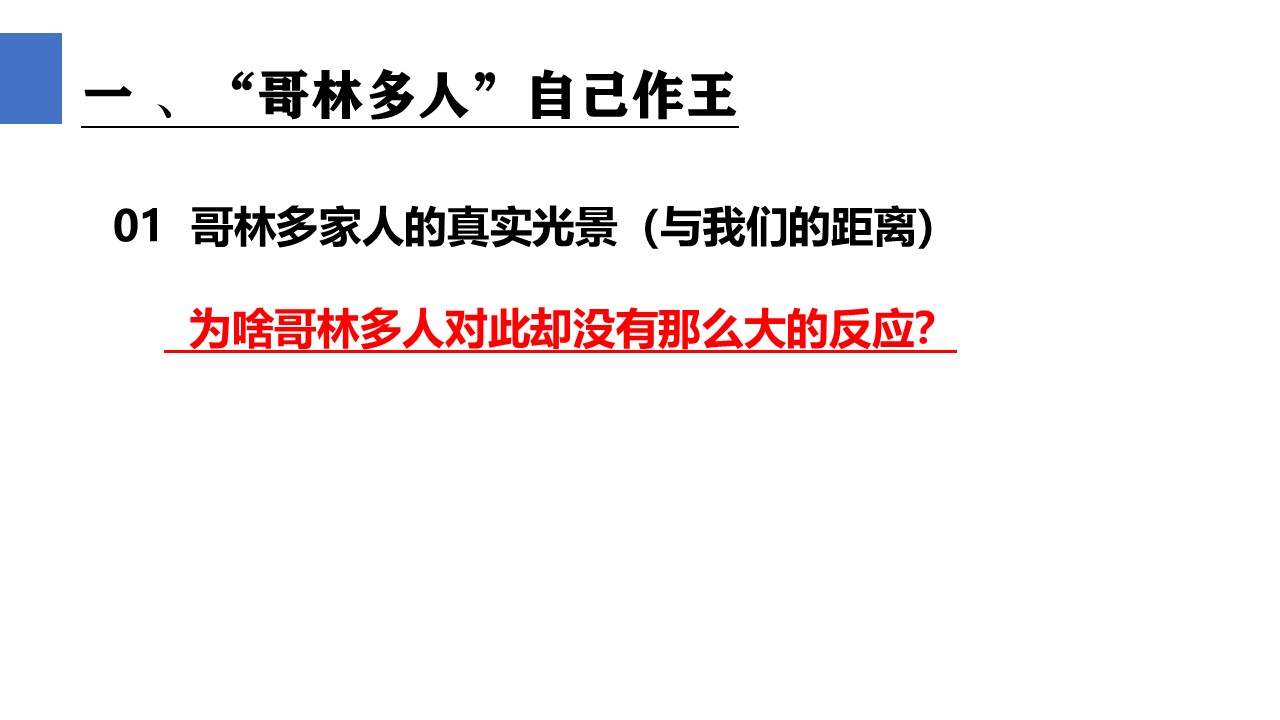 一 、“哥林多人”自己作王
01 哥林多家人的真实光景（与我们的距离）
为啥哥林多人对此却没有那么大的反应？